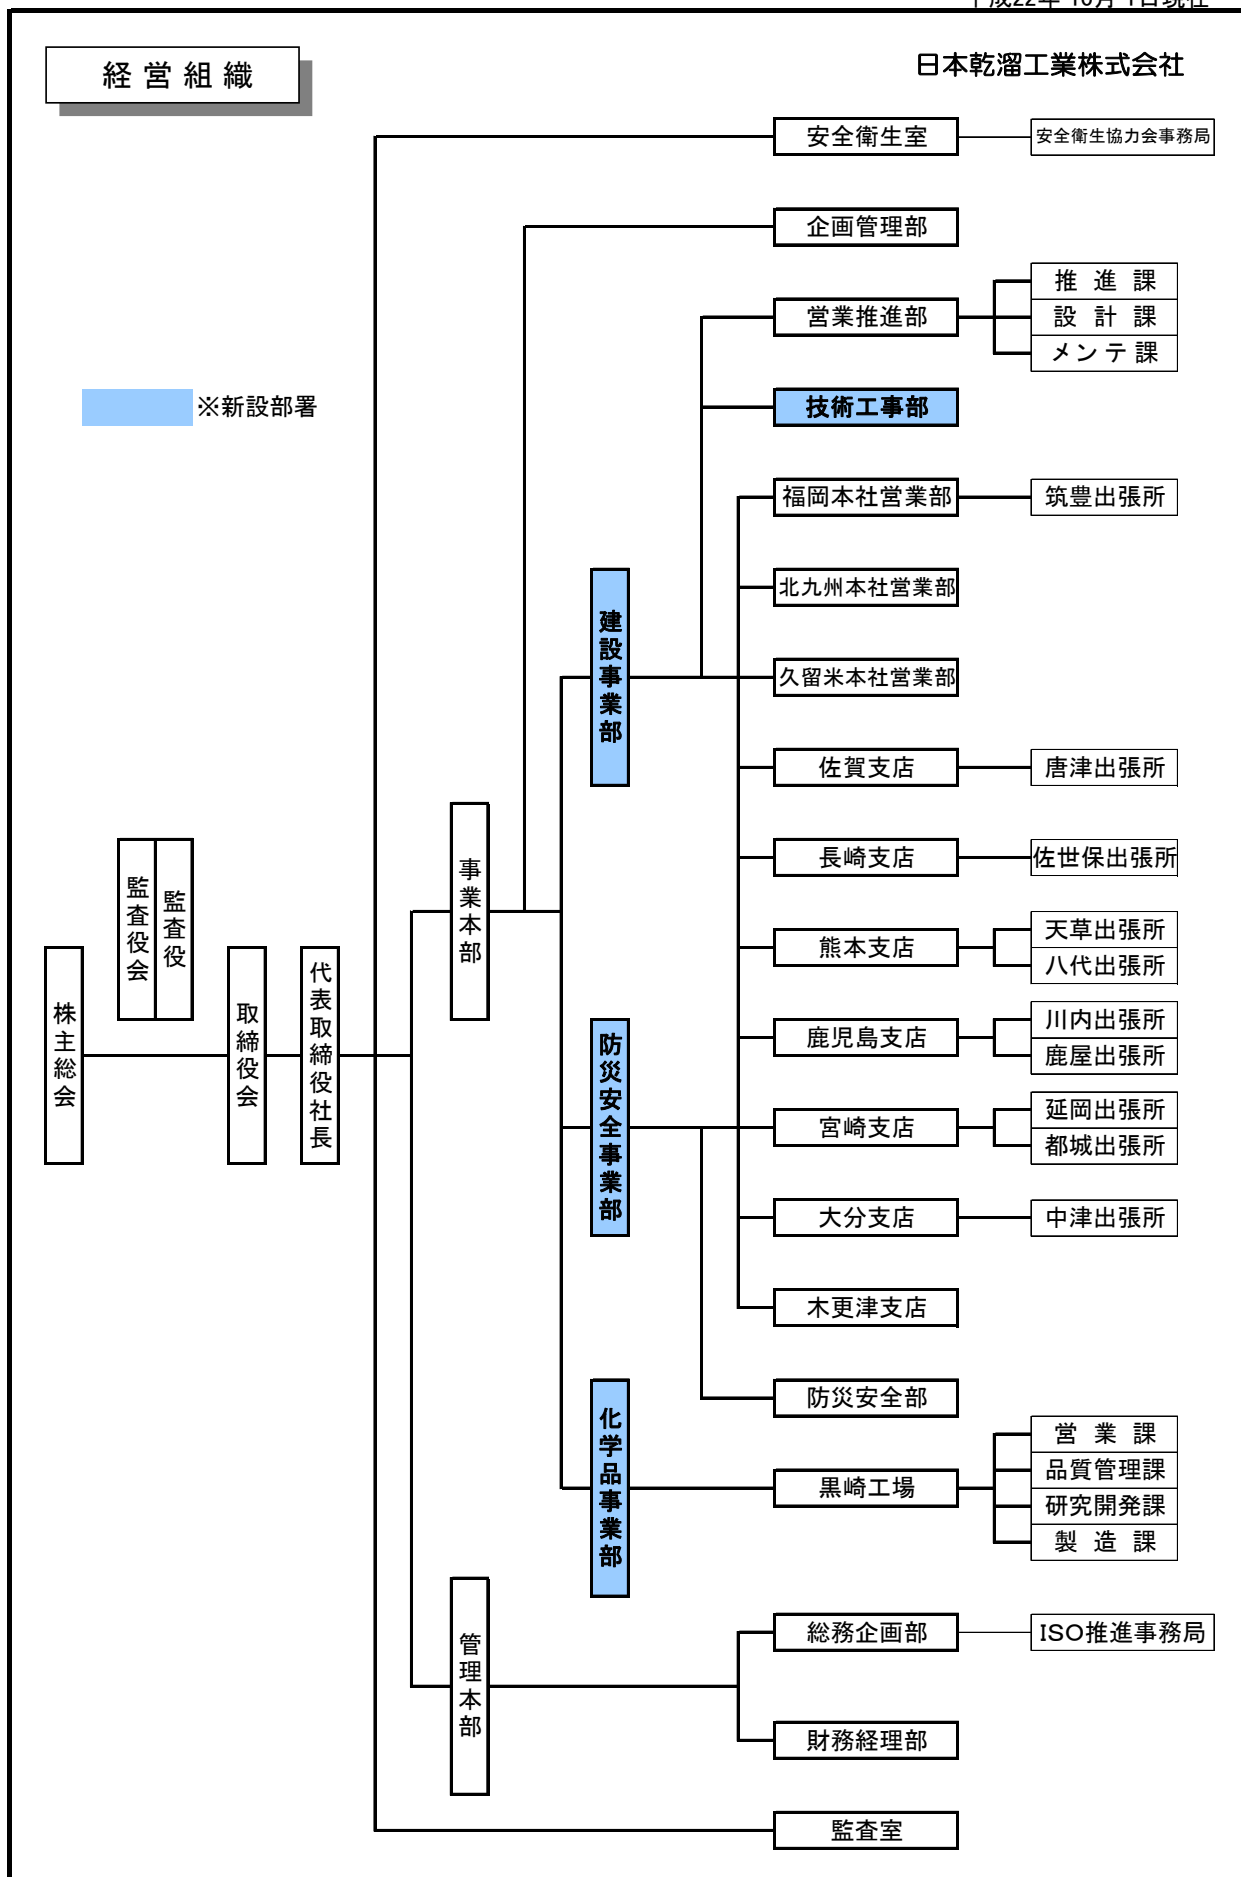 平成22年 10月 1日現在
経営組織
日本乾溜工業株式会社
安全衛生室
安全衛生協力会事務局
企画管理部
営業推進部
推進課
設計課
メンテ課
※新設部署
技術工事部
福岡本社営業部
筑豊出張所
北九州本社営業部
建設事業部
久留米本社営業部
佐賀支店
唐津出張所
長崎支店
佐世保出張所
事業本部
監査役会
監査役
熊本支店
天草出張所
八代出張所
株主総会
取締役会
代表取締役社長
鹿児島支店
川内出張所
鹿屋出張所
防災安全事業部
宮崎支店
延岡出張所
都城出張所
大分支店
中津出張所
木更津支店
防災安全部
化学品事業部
黒崎工場
営業課
品質管理課
研究開発課
製造課
管理本部
総務企画部
ISO推進事務局
財務経理部
監査室